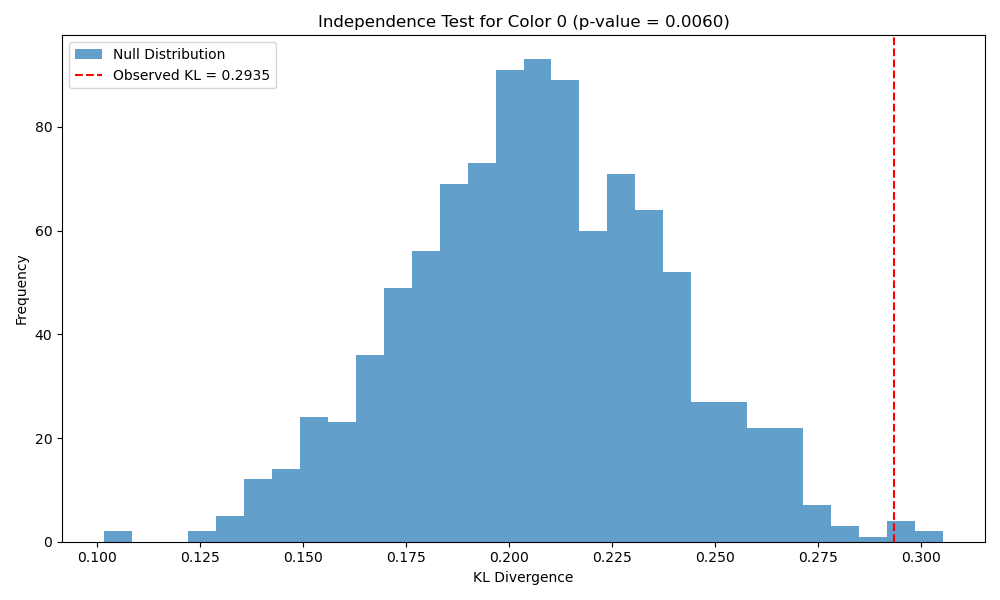 Independence Test for Color 0 (p-value = 0.0060)
Null Distribution
Observed KL = 0.2935
Frequency
80
60
40
20
0
0.100 0.125 0.150 0.175 0.200 0.225 0.250 0.275 0.300
KL Divergence